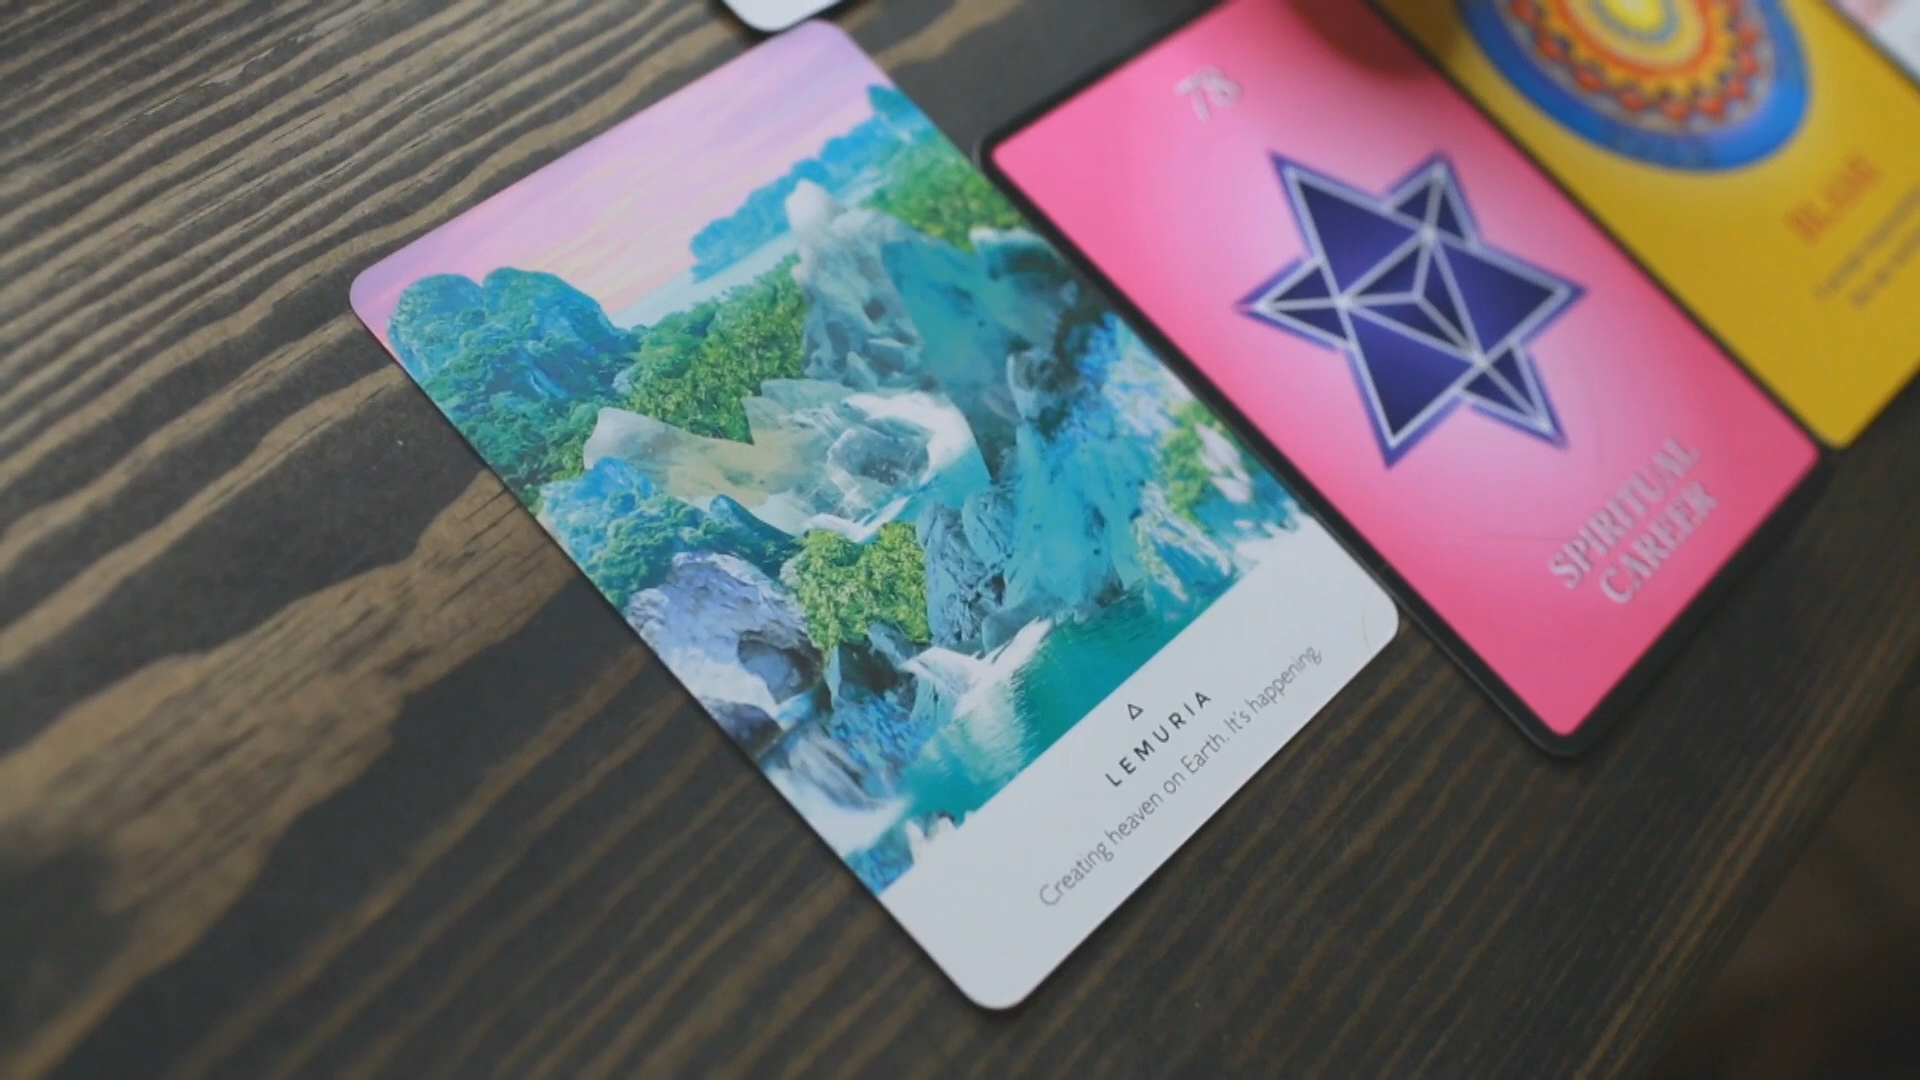 LEMURIA
Creating heaven on Earth. It's happening.
78
SPIRITUAL
CAREER